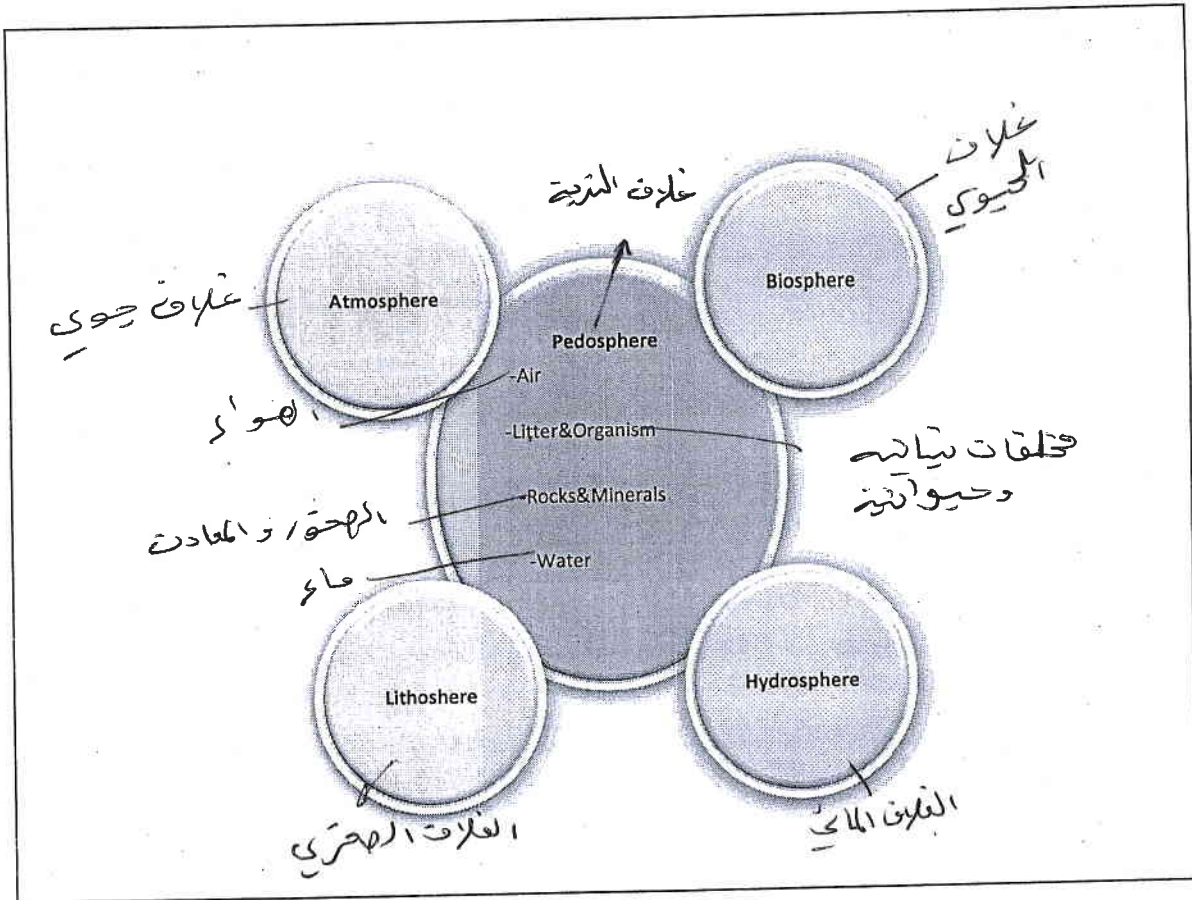 غلاف
الحيوي
غلاف التربة
Biosphere
Atmosphere
غلاف جوي
Pedosphere
-Air
الهواء
-Litter&Organism
مخلفات نباتية
وحيوانية
-Rocks&Minerals
الصخور والمعادن
-Water
ماء
Lithoshere
Hydrosphere
الغلاف المائي
الغلاف الصخري